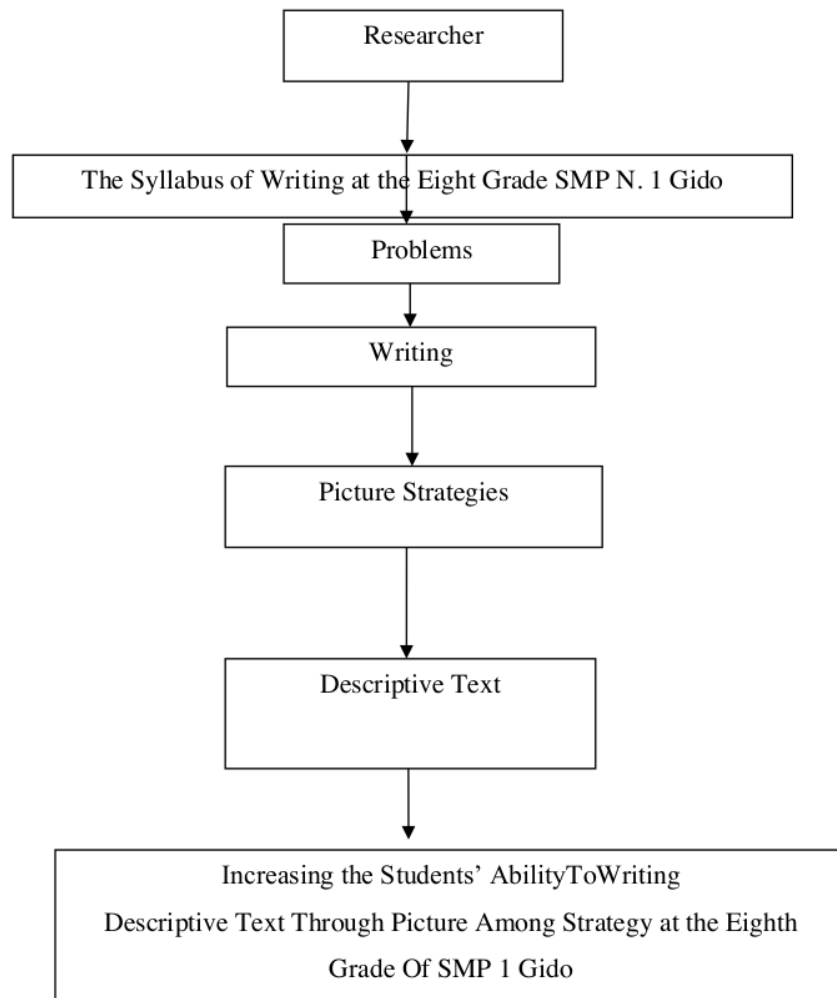 Researcher
The Syllabus of Writing at the Eight Grade SMP N. 1 Gido
Problems
Writing
Picture Strategies
Descriptive Text
Increasing the Students’ AbilityToWriting
Descriptive Text Through Picture Among Strategy at the Eighth
Grade Of SMP 1 Gido